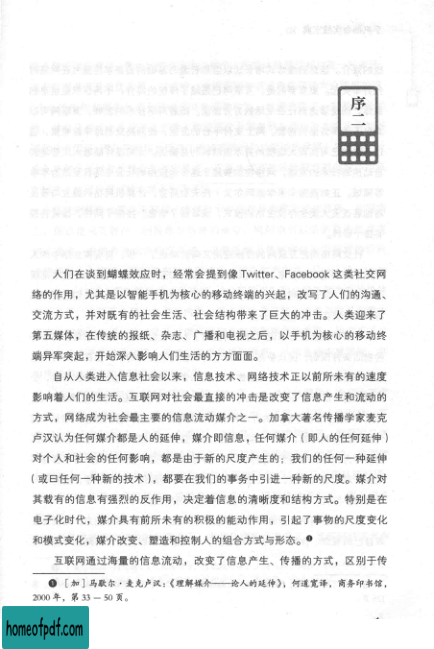 序二
人们在谈到蝴蝶效应时，经常会提到像 Twitter、Facebook 这类社交网
络的作用，尤其是以智能手机为核心的移动终端的兴起，改写了人们的沟通、
交流方式，并对既有的社会生活、社会结构带来了巨大的冲击。人类迎来了
第五媒体，在传统的报纸、杂志、广播和电视之后，以手机为核心的移动终
端异军突起，开始深入影响人们生活的方方面面。
自从人类进入信息社会以来，信息技术、网络技术正以前所未有的速度
影响着人们的生活。互联网对社会最直接的冲击是改变了信息产生和流动的
方式，网络成为社会最主要的信息流动媒介之一。加拿大著名传播学家麦克
卢汉认为任何媒介都是人的延伸，媒介即信息，任何媒介（即人的任何延伸）
对个人和社会的任何影响，都是由于新的尺度产生的；我们的任何一种延伸
（或曰任何一种新的技术），都要在我们的事务中引进一种新的尺度。媒介对
其载有的信息有强烈的反作用，决定着信息的清晰度和结构方式。特别是在
电子化时代，媒介具有前所未有的积极的能动作用，引起了事物的尺度变化
和模式变化，媒介改变、塑造和控制人的组合方式与形态。❶
互联网通过海量的信息流动，改变了信息产生、传播的方式，区别于传
❶［加］马歇尔·麦克卢汉：《理解媒介——论人的延伸》，何道宽译，商务印书馆，
2000 年，第 33—50 页。
homeofpdf.com